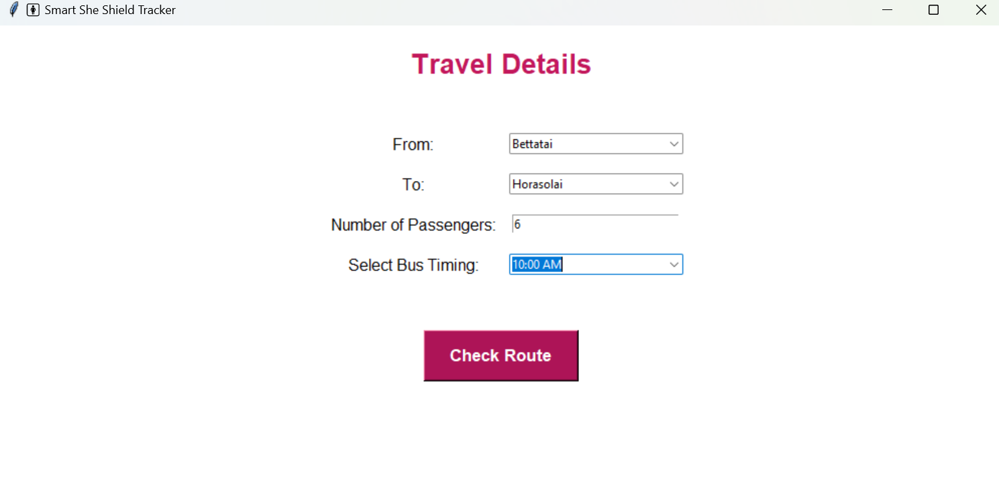 Smart She Shield Tracker
Travel Details
From: Bettatai
To: Horasolai
Number of Passengers: 6
Select Bus Timing: 10:00 AM
Check Route